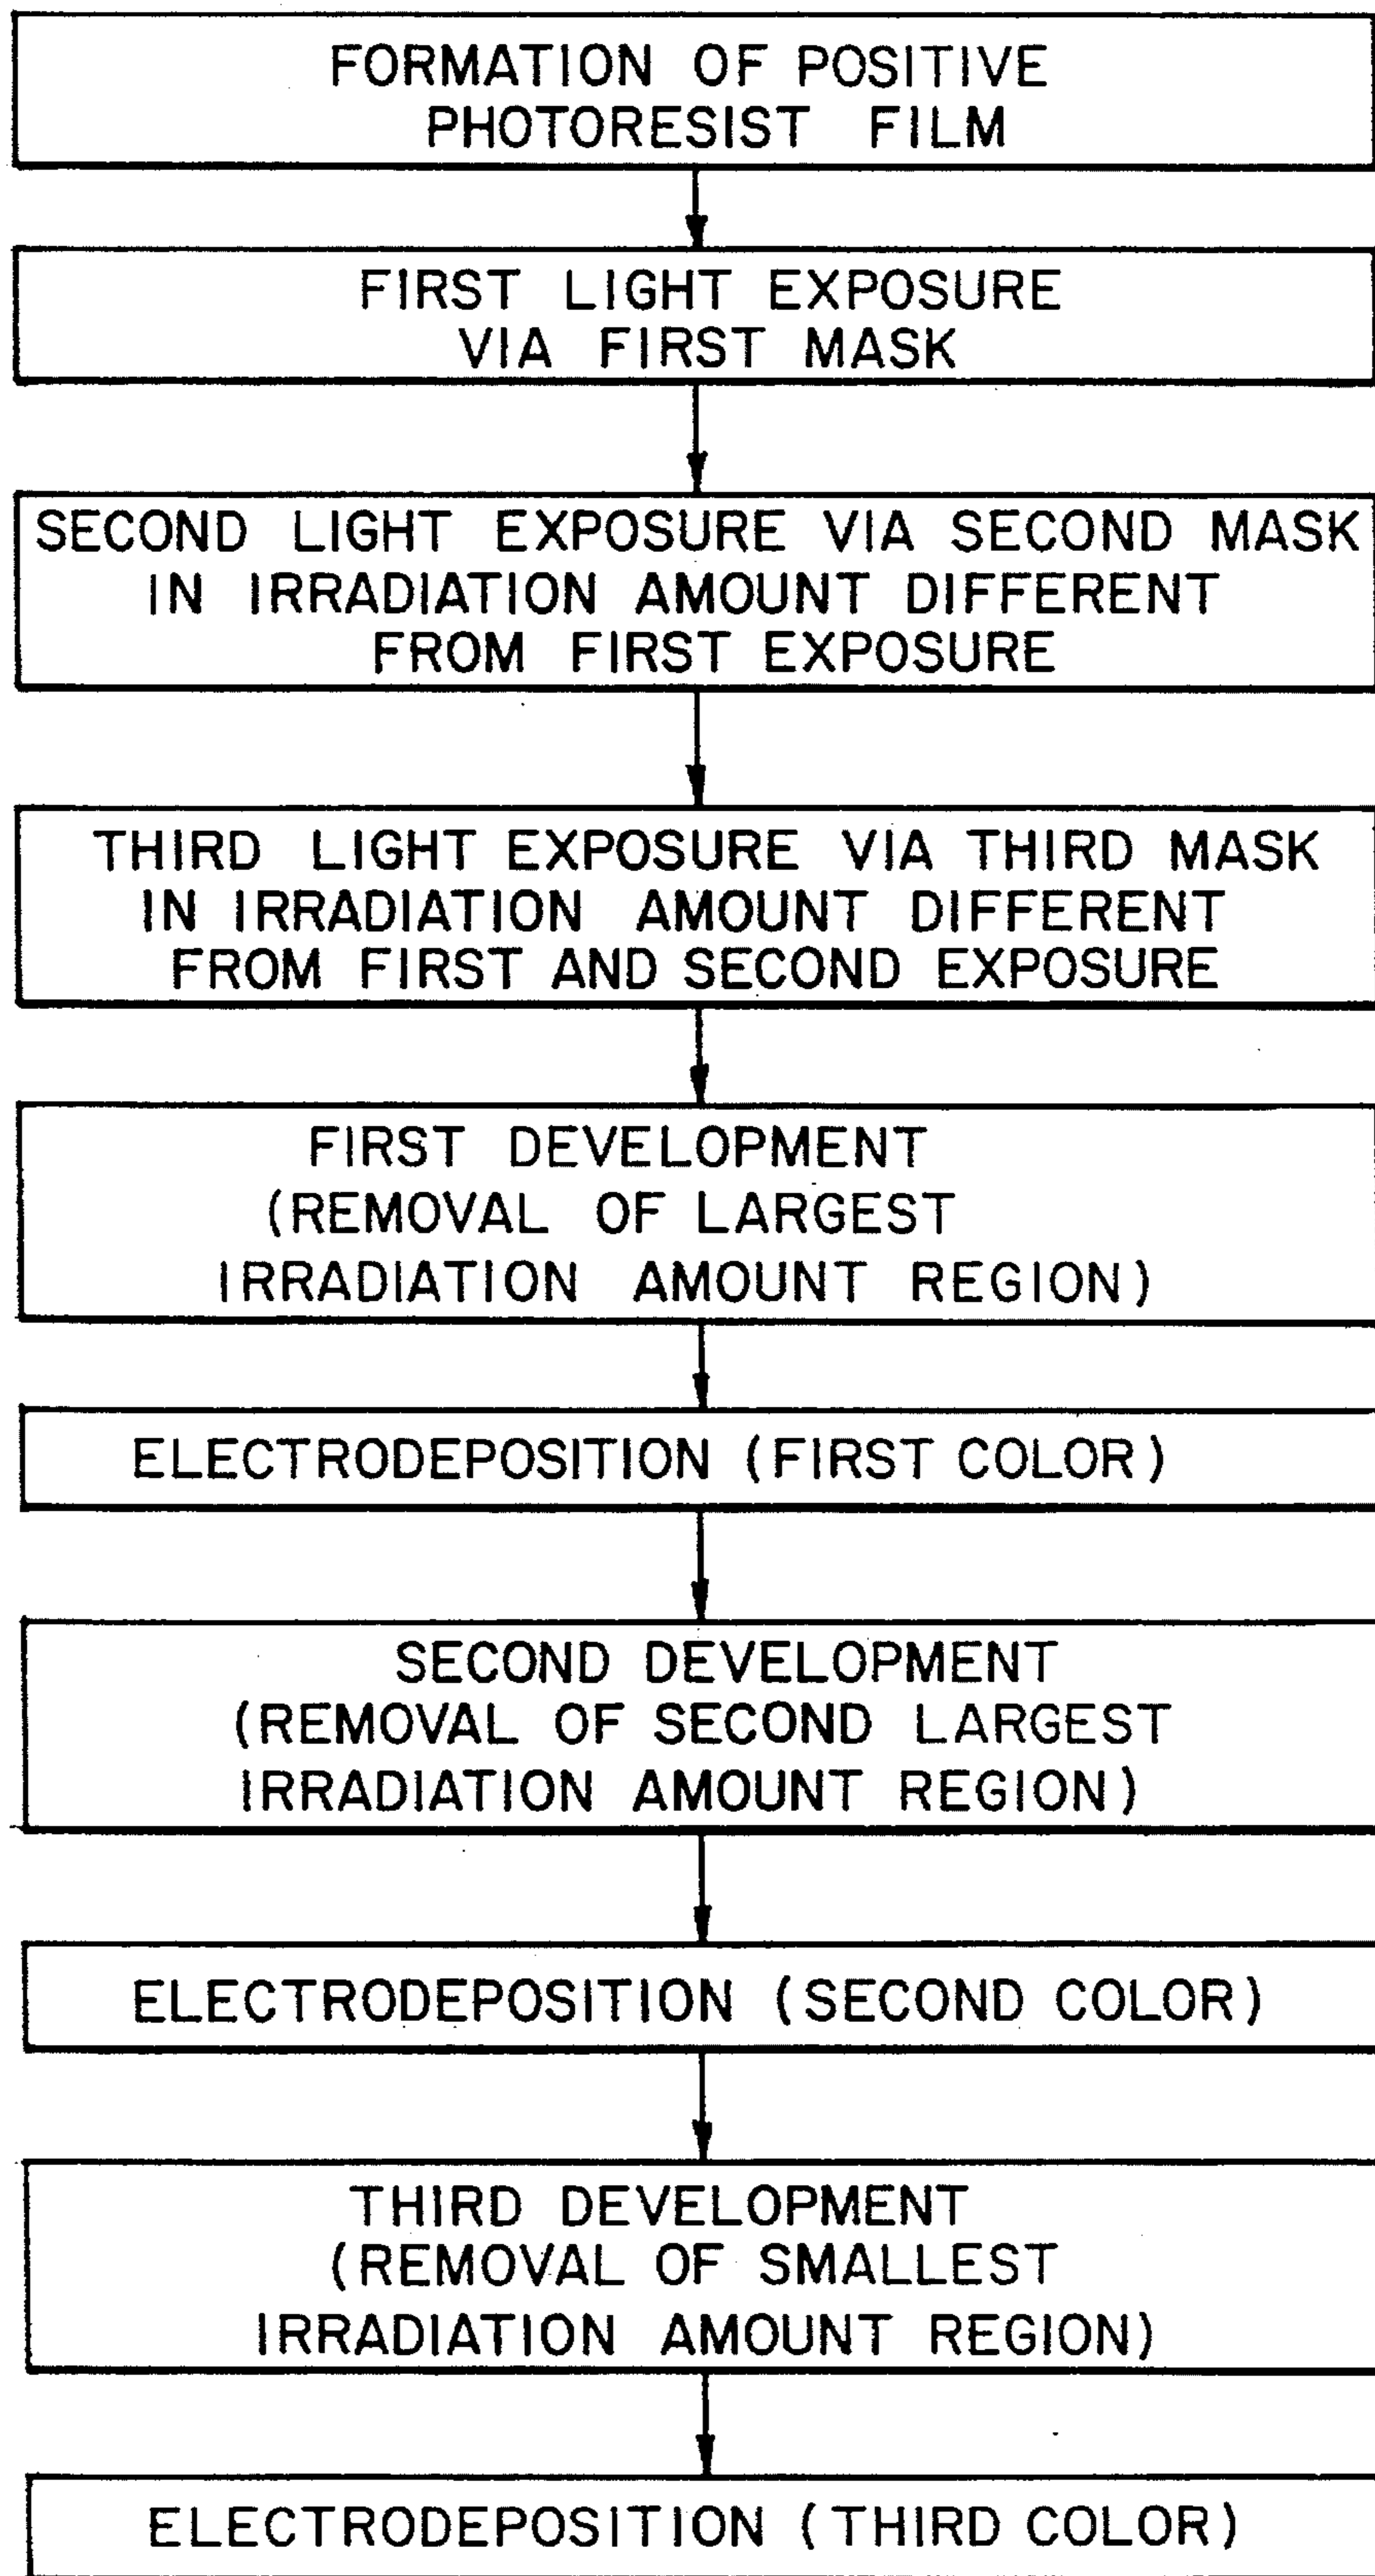 FORMATION OF POSITIVE
PHOTORESIST FILM
FIRST LIGHT EXPOSURE
VIA FIRST MASK
SECOND LIGHT EXPOSURE VIA SECOND MASK
IN IRRADIATION AMOUNT DIFFERENT
FROM FIRST EXPOSURE
THIRD LIGHT EXPOSURE VIA THIRD MASK
IN IRRADIATION AMOUNT DIFFERENT
FROM FIRST AND SECOND EXPOSURE
FIRST DEVELOPMENT
(REMOVAL OF LARGEST
IRRADIATION AMOUNT REGION)
ELECTRODEPOSITION (FIRST COLOR)
SECOND DEVELOPMENT
(REMOVAL OF SECOND LARGEST
IRRADIATION AMOUNT REGION)
ELECTRODEPOSITION (SECOND COLOR)
THIRD DEVELOPMENT
(REMOVAL OF SMALLEST
IRRADIATION AMOUNT REGION)
ELECTRODEPOSITION (THIRD COLOR)